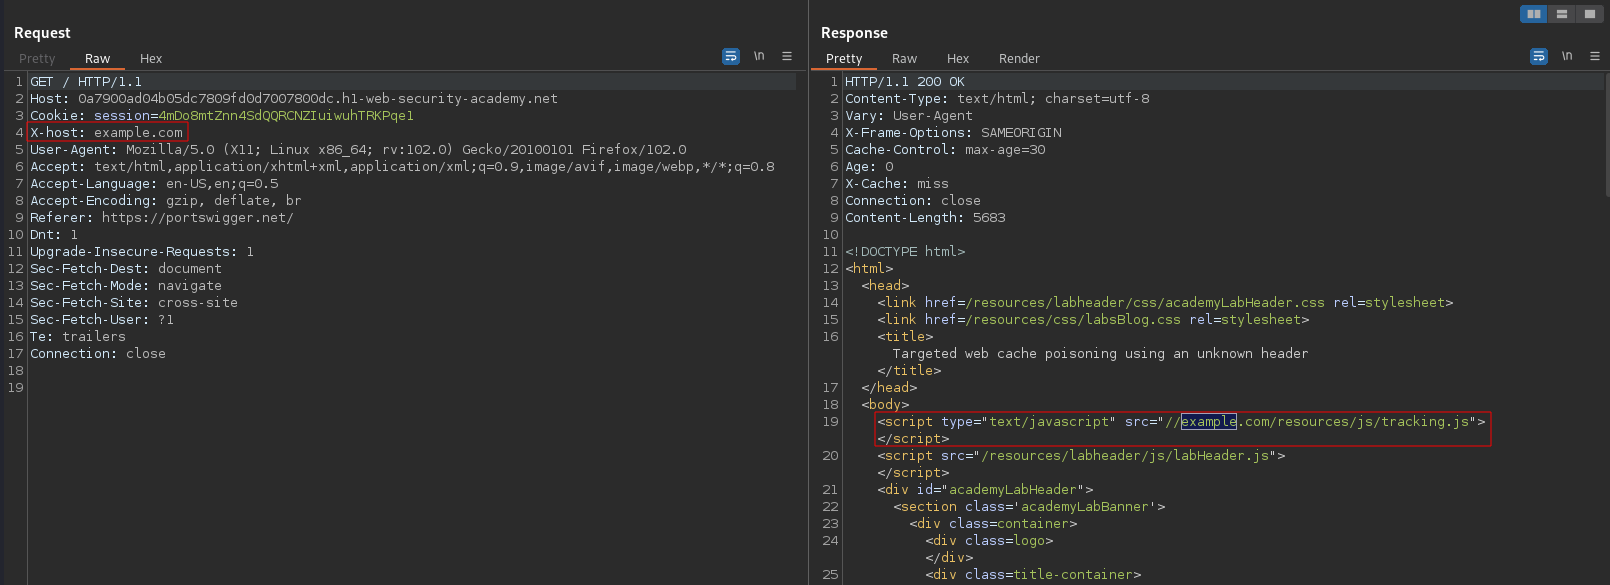 Request
Pretty Raw Hex \n
1 GET / HTTP/1.1
2 Host: 0a7900ad04b05dc7809fd0d7007800dc.h1-web-security-academy.net
3 Cookie: session=4mDo8mtZnn4SdQQRCNZIuiwuhTRKPqel
4 X-host: example.com
5 User-Agent: Mozilla/5.0 (X11; Linux x86_64; rv:102.0) Gecko/20100101 Firefox/102.0
6 Accept: text/html,application/xhtml+xml,application/xml;q=0.9,image/avif,image/webp,*/*;q=0.8
7 Accept-Language: en-US,en;q=0.5
8 Accept-Encoding: gzip, deflate, br
9 Referer: https://portswigger.net/
10 Dnt: 1
11 Upgrade-Insecure-Requests: 1
12 Sec-Fetch-Dest: document
13 Sec-Fetch-Mode: navigate
14 Sec-Fetch-Site: cross-site
15 Sec-Fetch-User: ?1
16 Te: trailers
17 Connection: close
18
19
Response
Pretty Raw Hex Render \n
1 HTTP/1.1 200 OK
2 Content-Type: text/html; charset=utf-8
3 Vary: User-Agent
4 X-Frame-Options: SAMEORIGIN
5 Cache-Control: max-age=30
6 Age: 0
7 X-Cache: miss
8 Connection: close
9 Content-Length: 5683
10
11 <!DOCTYPE html>
12 <html>
13 <head>
14 <link href=/resources/labheader/css/academyLabHeader.css rel=stylesheet>
15 <link href=/resources/css/labsBlog.css rel=stylesheet>
16 <title>
Targeted web cache poisoning using an unknown header
</title>
17 </head>
18 <body>
19 <script type="text/javascript" src="//example.com/resources/js/tracking.js">
</script>
20 <script src="/resources/labheader/js/labHeader.js">
</script>
21 <div id="academyLabHeader">
22 <section class='academyLabBanner'>
23 <div class=container>
24 <div class=logo>
</div>
25 <div class=title-container>